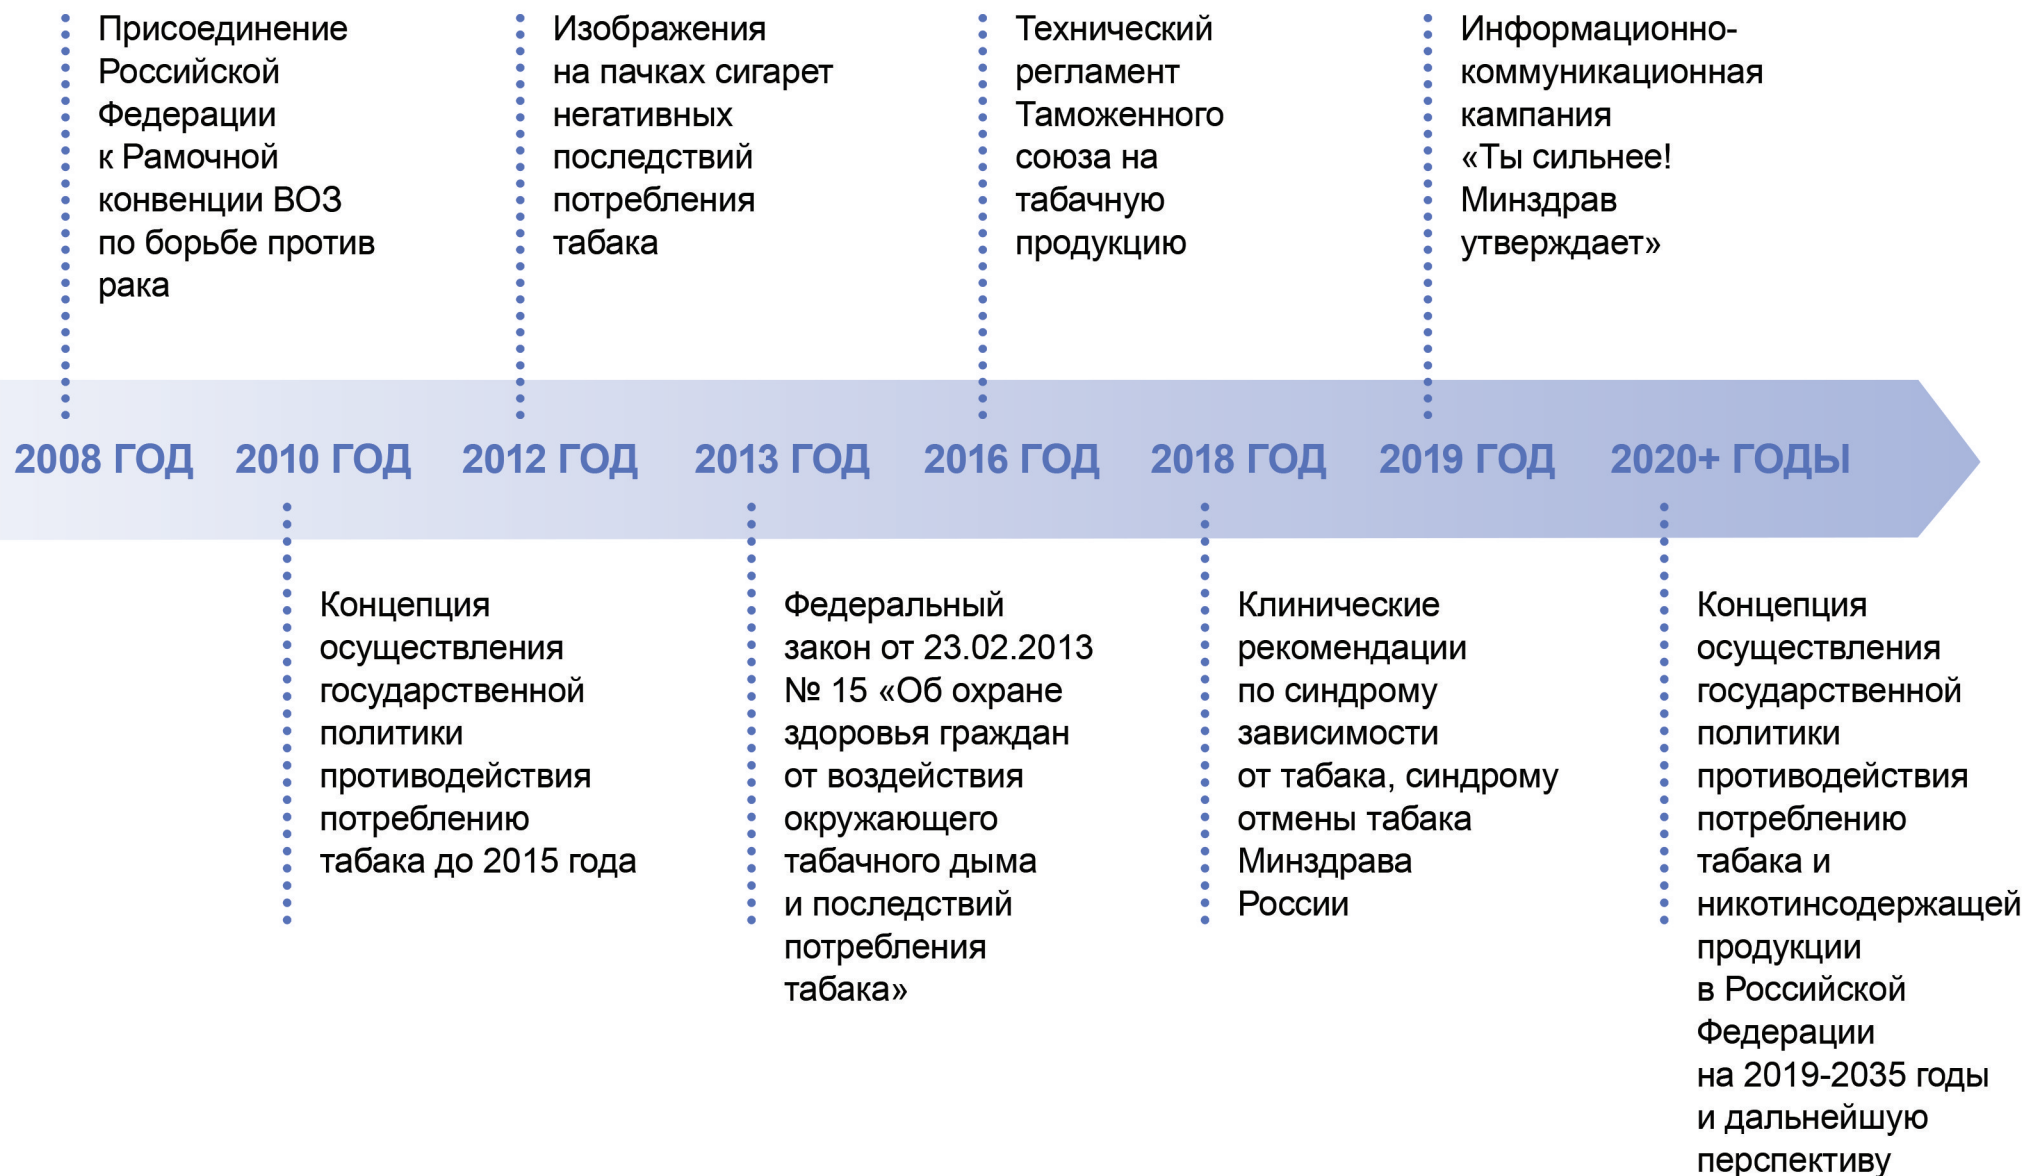 Присоединение
Российской
Федерации
к Рамочной
конвенции ВОЗ
по борьбе против
рака
Изображения
на пачках сигарет
негативных
последствий
потребления
табака
Технический
регламент
Таможенного
союза на
табачную
продукцию
Информационно-
коммуникационная
кампания
«Ты сильнее!
Минздрав
утверждает»
2008 ГОД 2010 ГОД 2012 ГОД 2013 ГОД 2016 ГОД 2018 ГОД 2019 ГОД 2020+ ГОДЫ
Концепция
осуществления
государственной
политики
противодействия
потреблению
табака до 2015 года
Федеральный
закон от 23.02.2013
№ 15 «Об охране
здоровья граждан
от воздействия
окружающего
табачного дыма
и последствий
потребления
табака»
Клинические
рекомендации
по синдрому
зависимости
от табака, синдрому
отмены табака
Минздрава
России
Концепция
осуществления
государственной
политики
противодействия
потреблению
табака и
никотинсодержащей
продукции
в Российской
Федерации
на 2019-2035 годы
и дальнейшую
перспективу